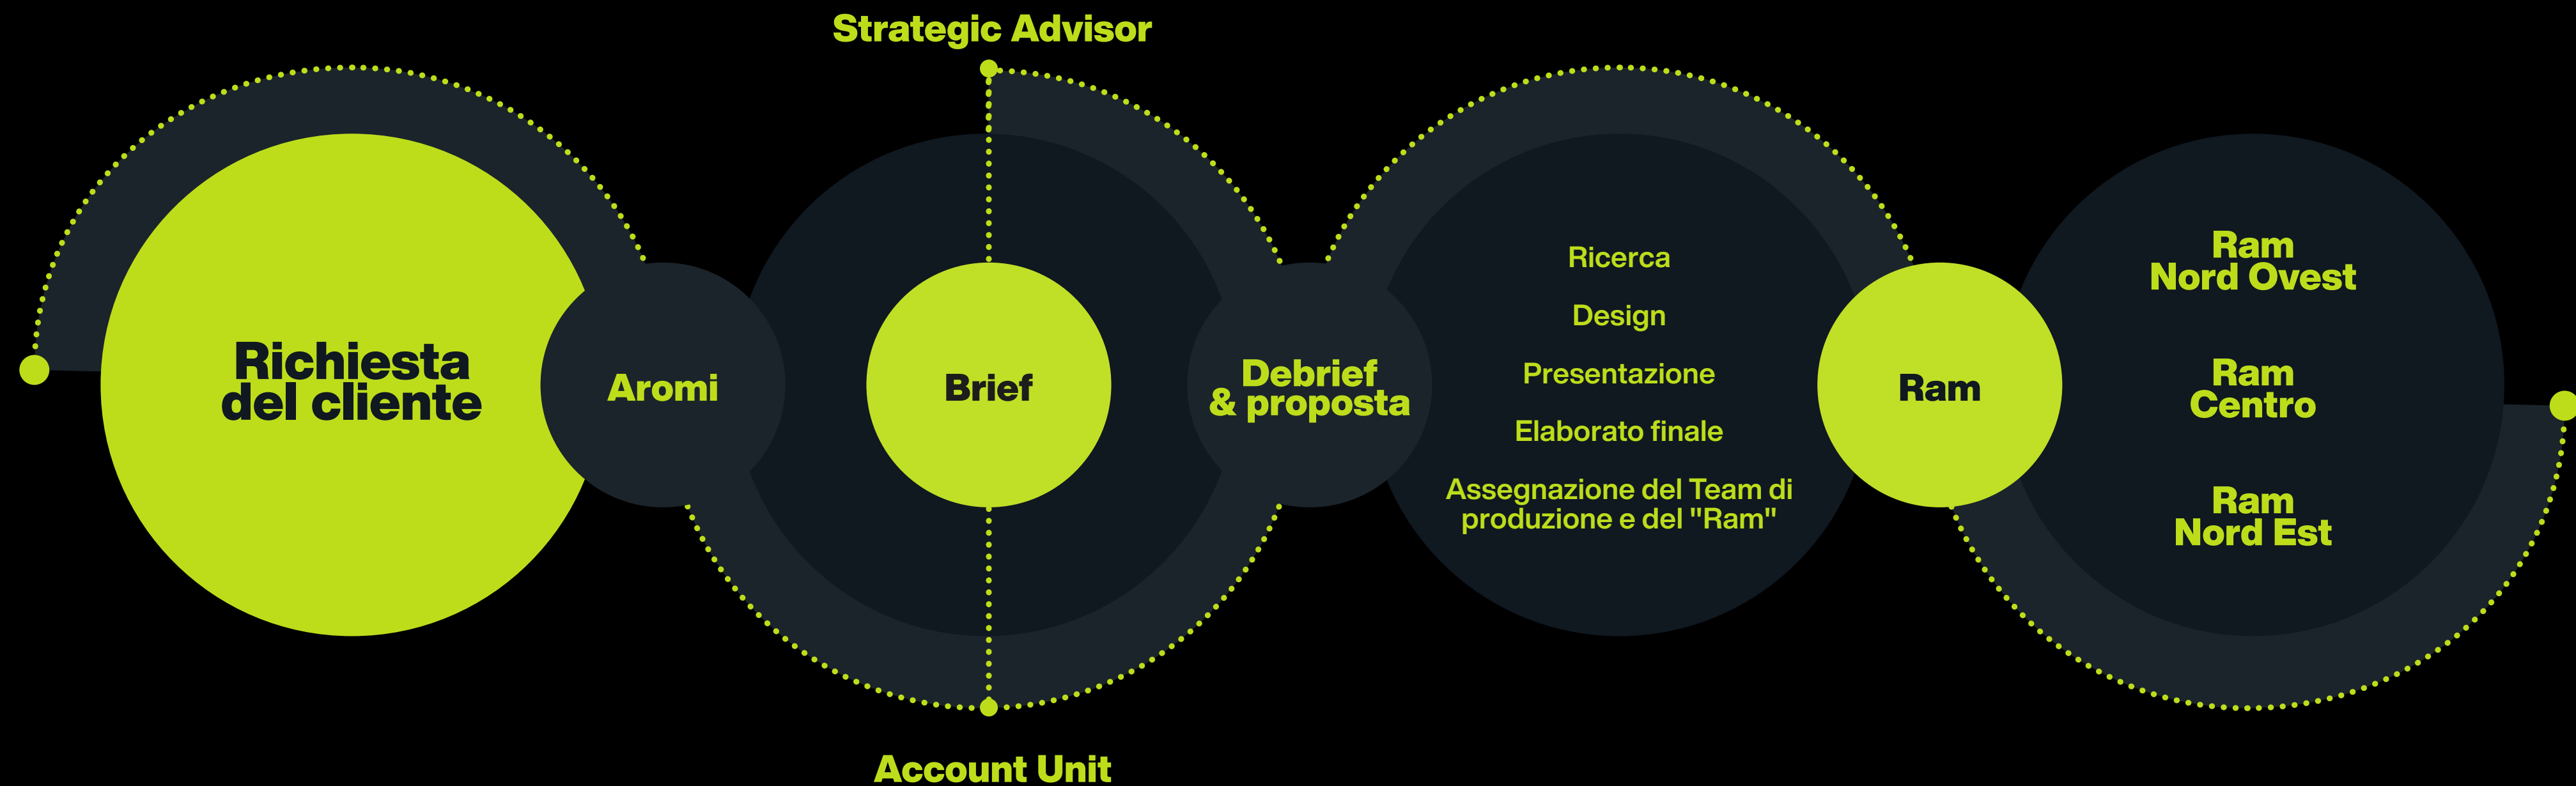 Strategic Advisor
Richiesta
del cliente
Aromi
Brief
Debrief
& proposta
Ricerca
Design
Presentazione
Elaborato finale
Assegnazione del Team di
produzione e del "Ram"
Ram
Ram
Nord Ovest
Ram
Centro
Ram
Nord Est
Account Unit